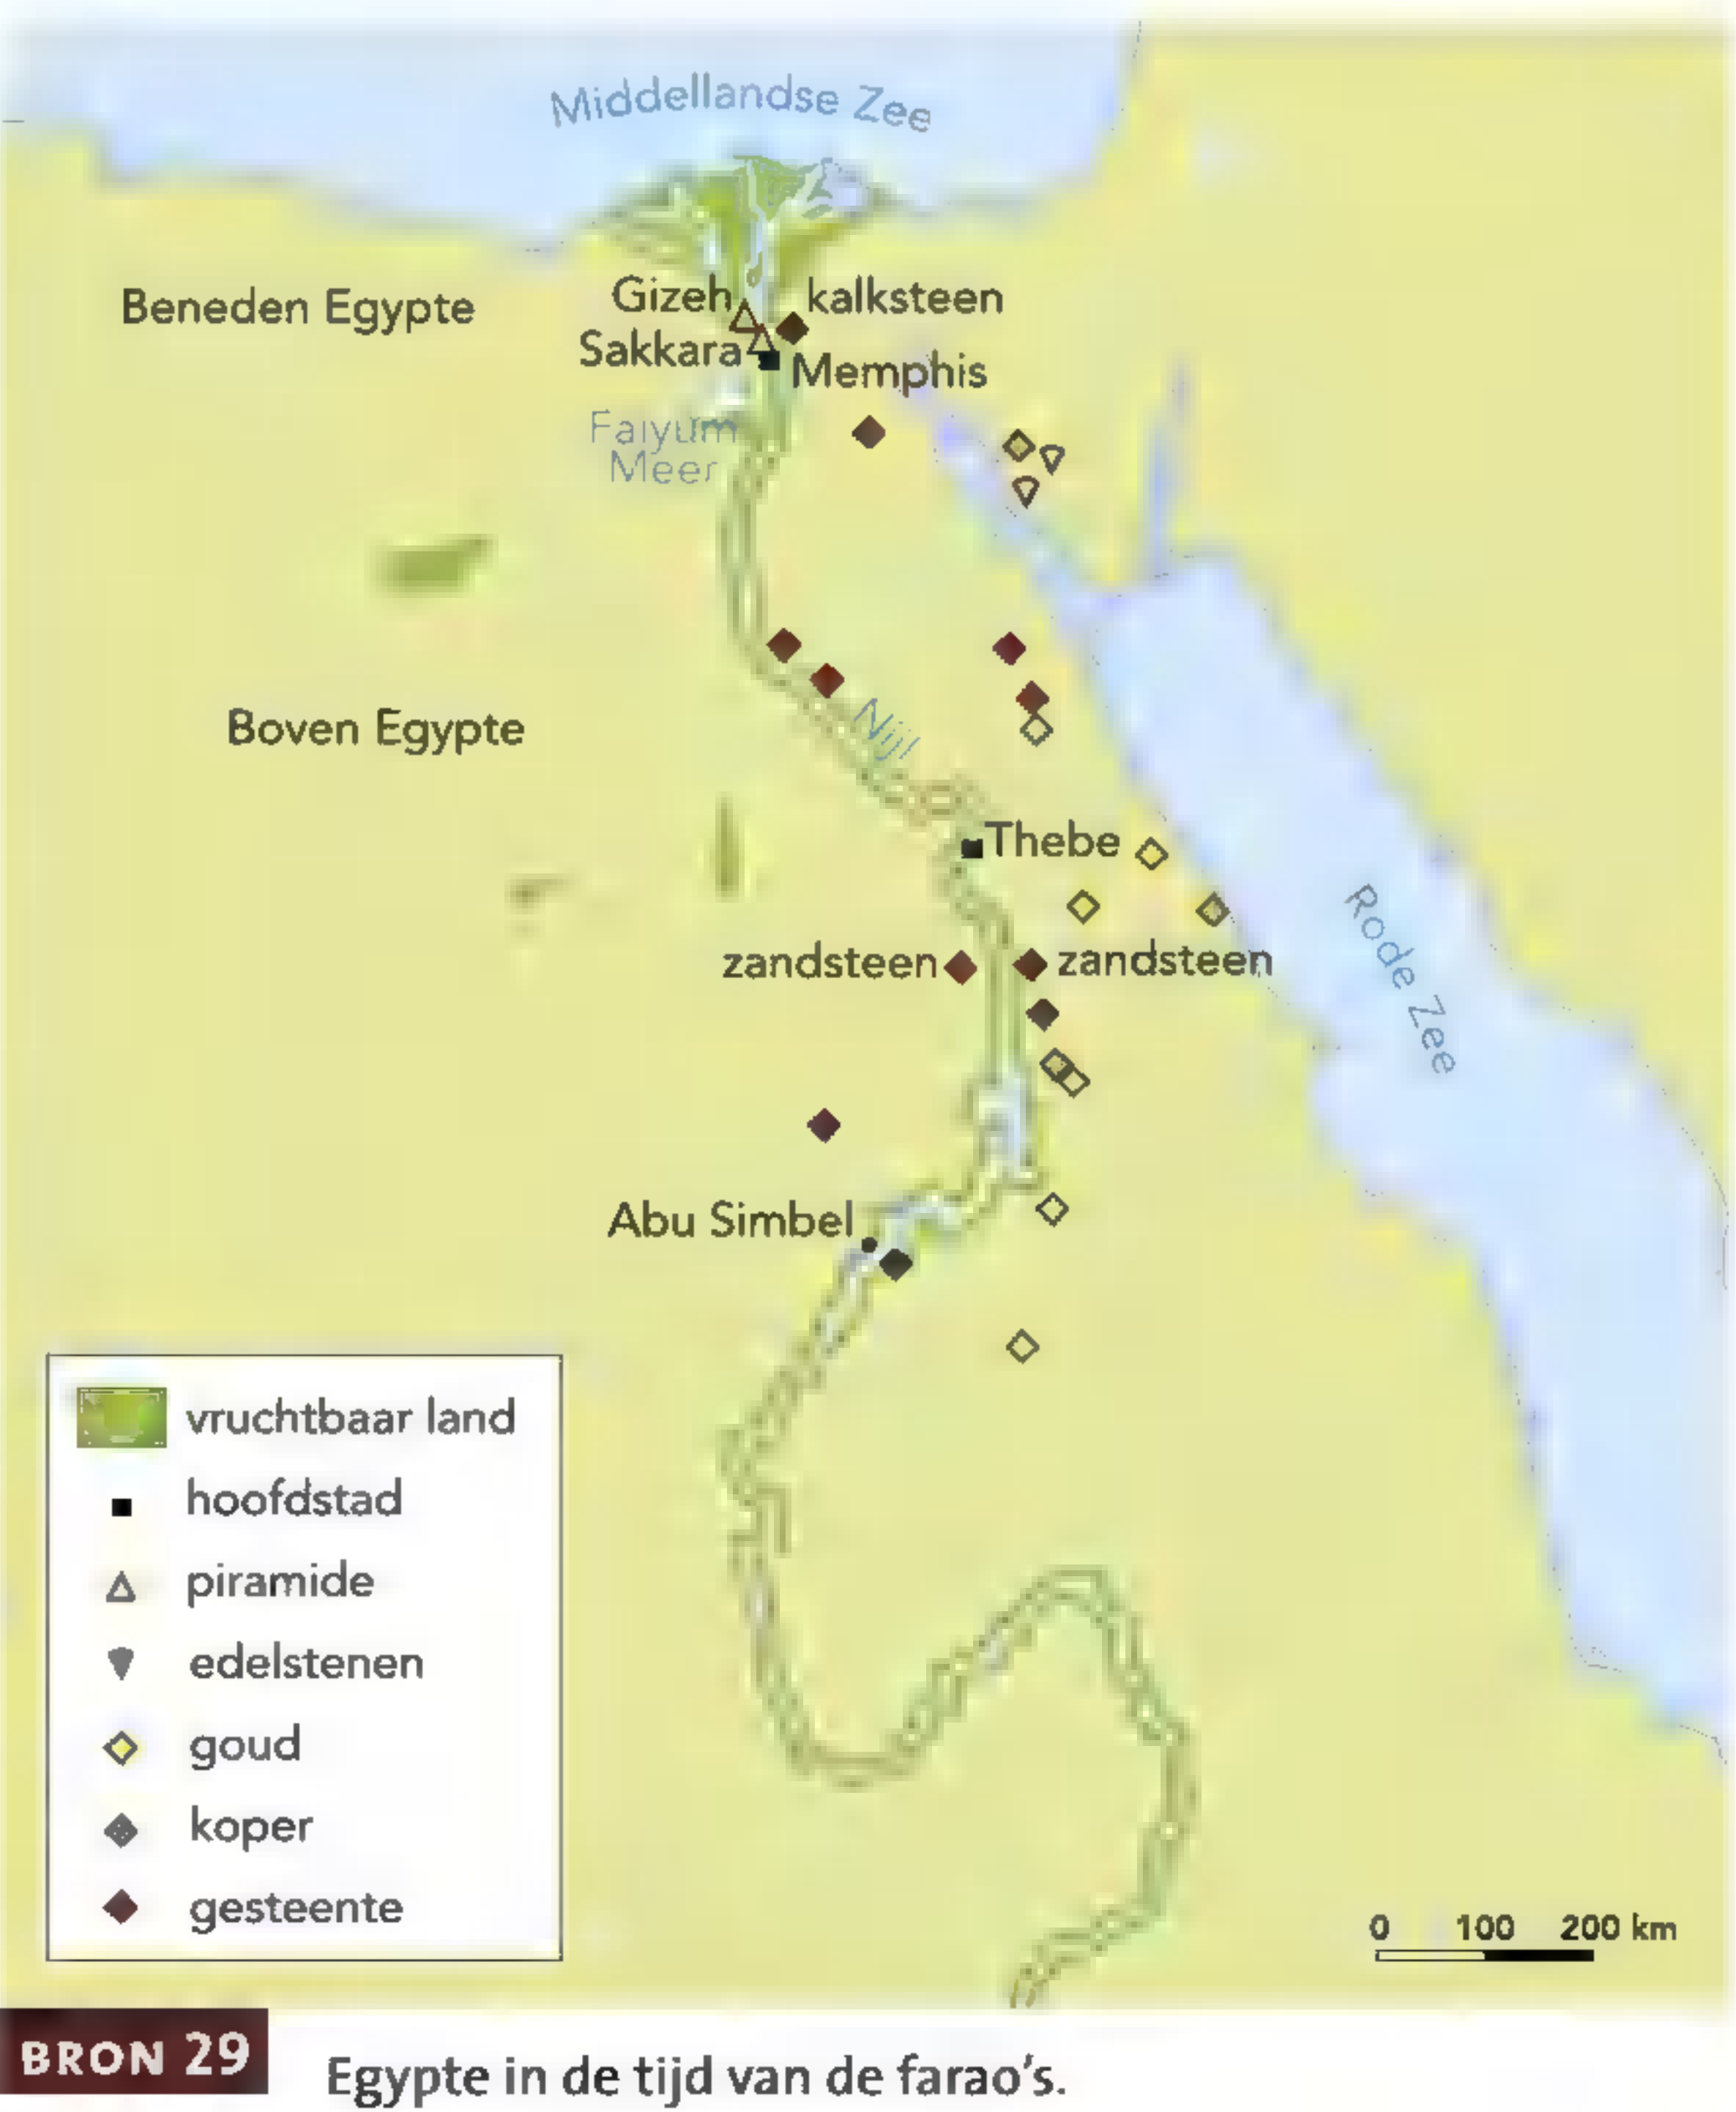 Middellandse Zee
Beneden Egypte
Gizeh
kalksteen
Sakkara
Memphis
Faiyum
Meer
Boven Egypte
Nijl
Thebe
Rode Zee
zandsteen
zandsteen
Abu Simbel
vruchtbaar land
hoofdstad
piramide
edelstenen
goud
koper
gesteente
0 100 200 km
BRON 29
Egypte in de tijd van de farao's.